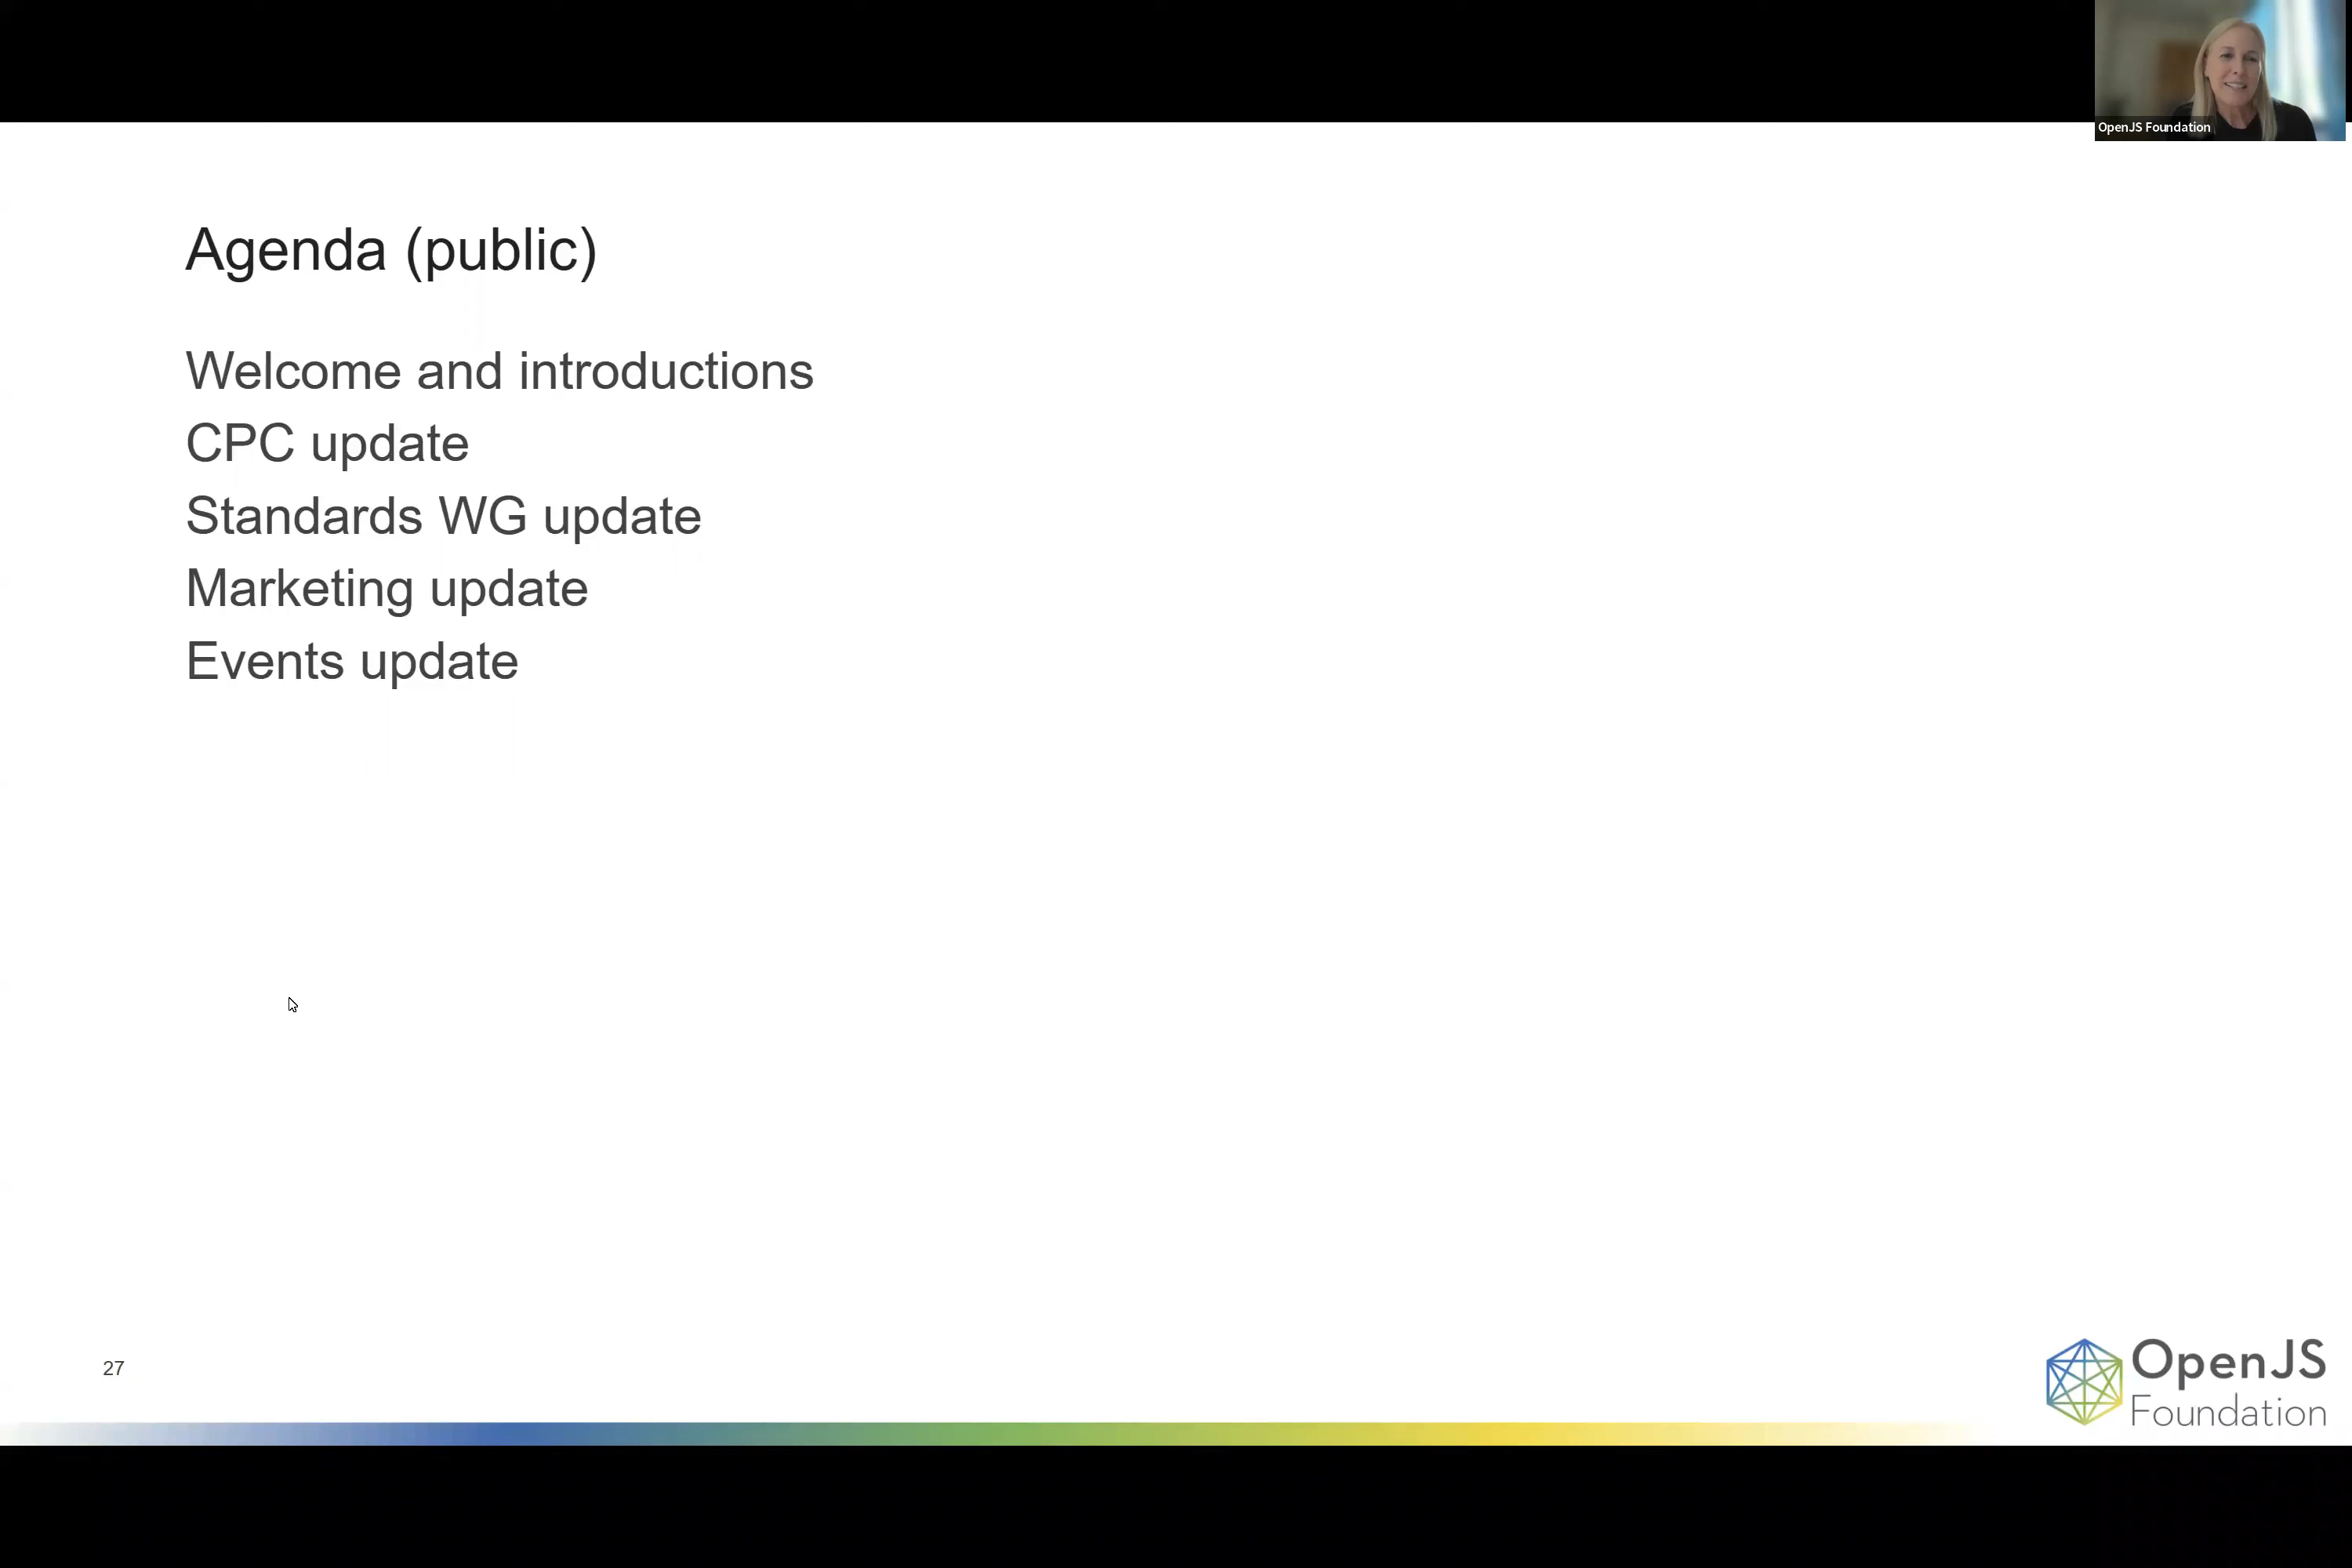 OpenJS Foundation
Agenda (public)
Welcome and introductions
CPC update
Standards WG update
Marketing update
Events update
27
OpenJS
Foundation